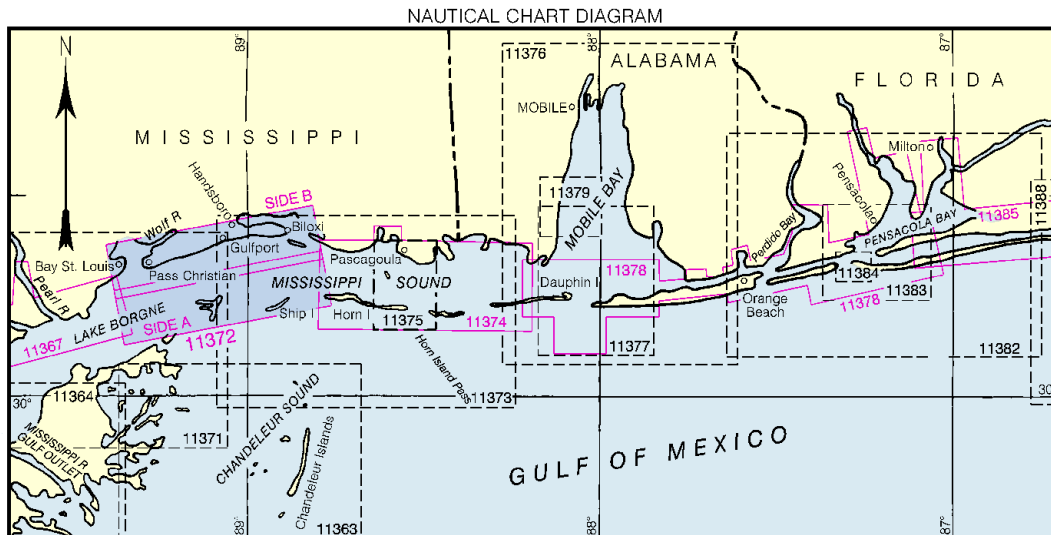 NAUTICAL CHART DIAGRAM
N
89°
88°
87°
11376
ALABAMA
FLORIDA
MOBILE
MISSISSIPPI
Miltono
Handsboro
SIDE B
11379
MOBILE BAY
Pensacola
11388
Wolf R
Biloxi
Perdido Bay
PENSACOLA BAY
11385
Gulfport
Bay St. Louis
Pass Christian
Pascagoula
MISSISSIPPI SOUND
11378
11384
Pearl R
Dauphin I
11383
LAKE BORGNE
Ship I
Horn I
11375
11374
Orange
Beach
11378
SIDE A
11367
11372
11377
11382
Horn Island Pass
11373
30°
30
11364
CHANDELEUR SOUND
11371
MISSISSIPPI R
GULF OUTLET
GULF OF MEXICO
Chandeleur Islands
11363
89°
88°
87°